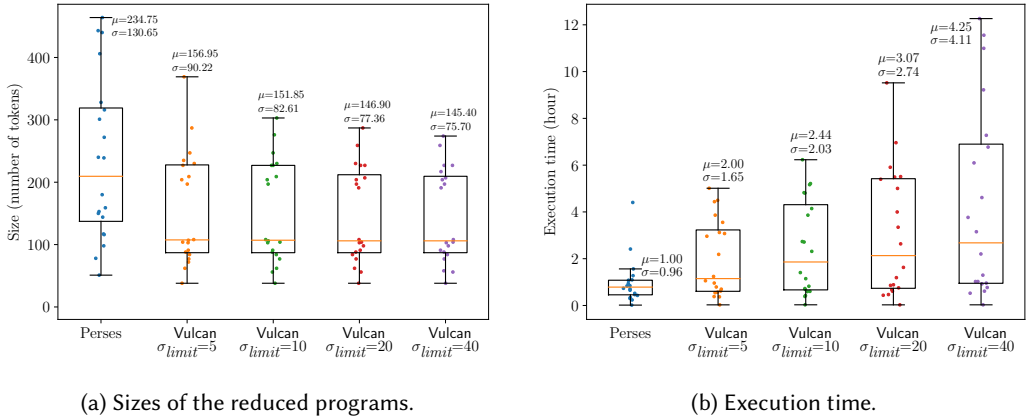 μ=234.75
σ=130.65
μ=156.95
σ=90.22
μ=151.85
σ=82.61
μ=146.90
σ=77.36
μ=145.40
σ=75.70
Size (number of tokens)
400
300
200
100
0
Perses
Vulcan
σlimit=5
Vulcan
σlimit=10
Vulcan
σlimit=20
Vulcan
σlimit=40
(a) Sizes of the reduced programs.
μ=1.00
σ=0.96
μ=2.00
σ=1.65
μ=2.44
σ=2.03
μ=3.07
σ=2.74
μ=4.25
σ=4.11
Execution time (hour)
12
10
8
6
4
2
0
Perses
Vulcan
σlimit=5
Vulcan
σlimit=10
Vulcan
σlimit=20
Vulcan
σlimit=40
(b) Execution time.